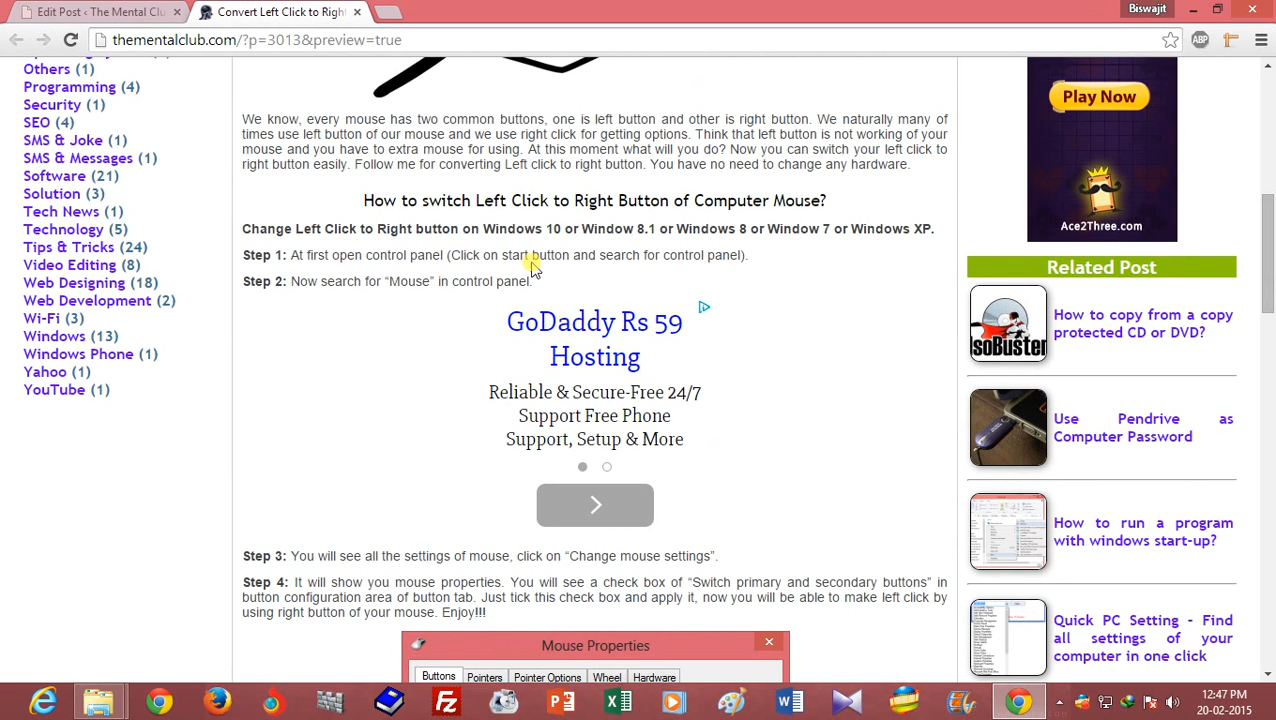 Edit Post ‹ The Mental Clu
Convert Left Click to Right
Biswajit
thementalclub.com/?p=3013&preview=true
ABP
Others (1)
Programming (4)
Security (1)
SEO (4)
SMS & Joke (1)
SMS & Messages (1)
Software (21)
Solution (3)
Tech News (1)
Technology (5)
Tips & Tricks (24)
Video Editing (8)
Web Designing (18)
Web Development (2)
Wi-Fi (3)
Windows (13)
Windows Phone (1)
Yahoo (1)
YouTube (1)
We know, every mouse has two common buttons, one is left button and other is right button. We naturally many of
times use left button of our mouse and we use right click for getting options. Think that left button is not working of your
mouse and you have to extra mouse for using. At this moment what will you do? Now you can switch your left click to
right button easily. Follow me for converting Left click to right button. You have no need to change any hardware.
How to switch Left Click to Right Button of Computer Mouse?
Change Left Click to Right button on Windows 10 or Window 8.1 or Windows 8 or Window 7 or Windows XP.
Step 1: At first open control panel (Click on start button and search for control panel).
Step 2: Now search for “Mouse” in control panel.
GoDaddy Rs 59
Hosting
Reliable & Secure-Free 24/7
Support Free Phone
Support, Setup & More
Step 3: You will see all the settings of mouse, click on “Change mouse settings”.
Step 4: It will show you mouse properties. You will see a check box of “Switch primary and secondary buttons” in
button configuration area of button tab. Just tick this check box and apply it, now you will be able to make left click by
using right button of your mouse. Enjoy!!!
Mouse Properties
Buttons Pointers Pointer Options Wheel Hardware
Play Now
Ace2Three.com
Related Post
IsoBuster
How to copy from a copy
protected CD or DVD?
Use Pendrive as
Computer Password
How to run a program
with windows start-up?
Quick PC Setting - Find
all settings of your
computer in one click
12:47 PM
20-02-2015